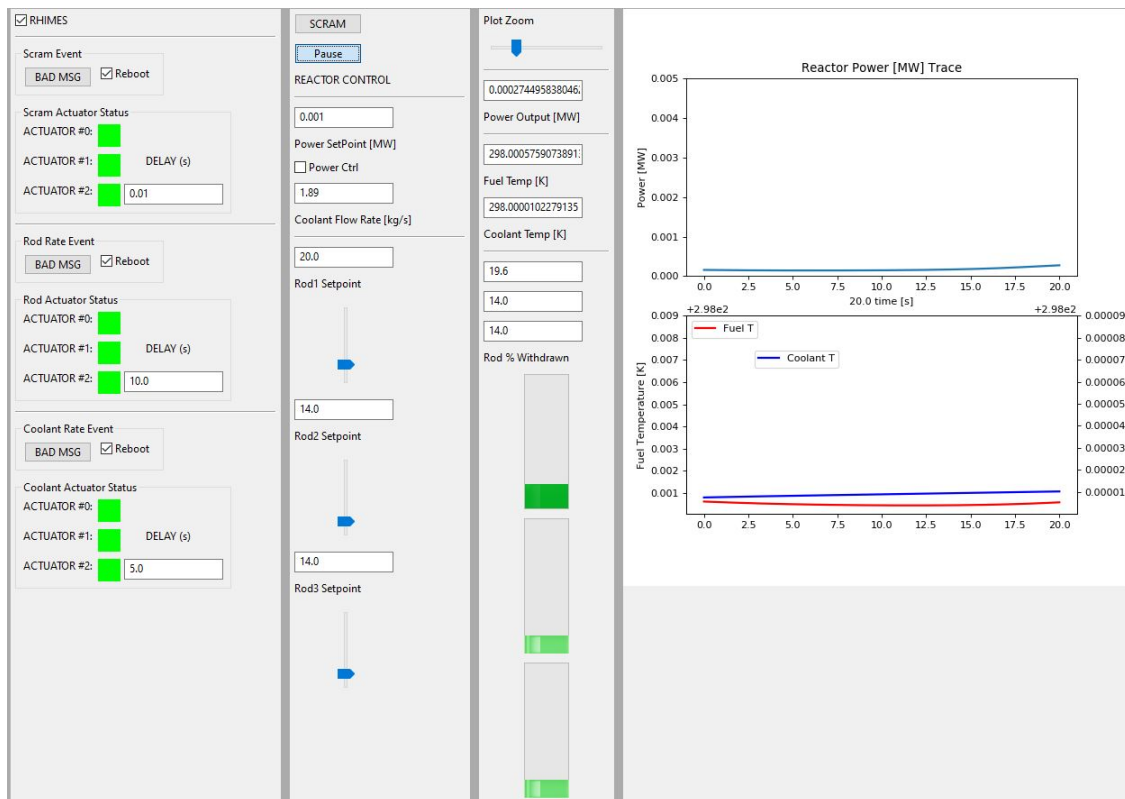 RHIMES
Scram Event
BAD MSG
Reboot
Scram Actuator Status
ACTUATOR #0:
ACTUATOR #1:
DELAY (s)
ACTUATOR #2:
0.01
Rod Rate Event
BAD MSG
Reboot
Rod Actuator Status
ACTUATOR #0:
ACTUATOR #1:
DELAY (s)
ACTUATOR #2:
10.0
Coolant Rate Event
BAD MSG
Reboot
Coolant Actuator Status
ACTUATOR #0:
ACTUATOR #1:
DELAY (s)
ACTUATOR #2:
5.0
SCRAM
Pause
REACTOR CONTROL
0.001
Power SetPoint [MW]
Power Ctrl
1.89
Coolant Flow Rate [kg/s]
20.0
Rod1 Setpoint
14.0
Rod2 Setpoint
14.0
Rod3 Setpoint
Plot Zoom
0.000274495838046
Power Output [MW]
298.000575907389
Fuel Temp [K]
298.0000102279135
Coolant Temp [K]
19.6
14.0
14.0
Rod % Withdrawn
Reactor Power [MW] Trace
Power [MW]
0.005
0.004
0.003
0.002
0.001
0.000
0.0 2.5 5.0 7.5 10.0 12.5 15.0 17.5 20.0
20.0 time [s]
+2.98e2
+2.98e2
Fuel T
Coolant T
Fuel Temperature [K]
0.009
0.008
0.007
0.006
0.005
0.004
0.003
0.002
0.001
0.00009
0.00008
0.00007
0.00006
0.00005
0.00004
0.00003
0.00002
0.00001
0.0 2.5 5.0 7.5 10.0 12.5 15.0 17.5 20.0